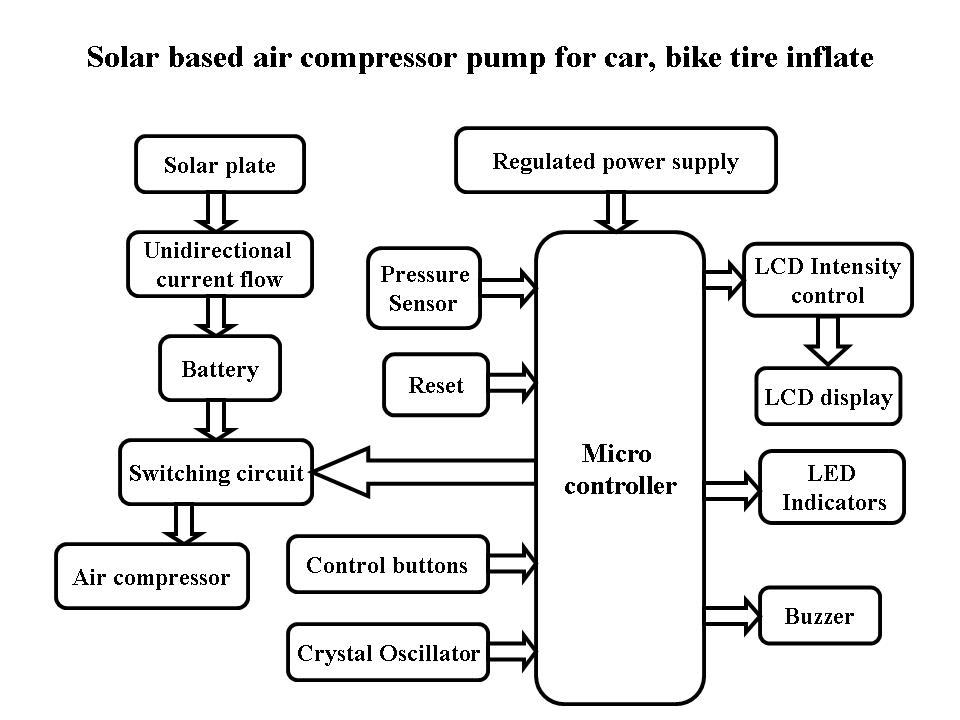 Solar based air compressor pump for car, bike tire inflate
Solar plate
Regulated power supply
Unidirectional
current flow
Pressure
Sensor
LCD Intensity
control
Battery
Reset
LCD display
Switching circuit
Micro
controller
LED
Indicators
Air compressor
Control buttons
Buzzer
Crystal Oscillator